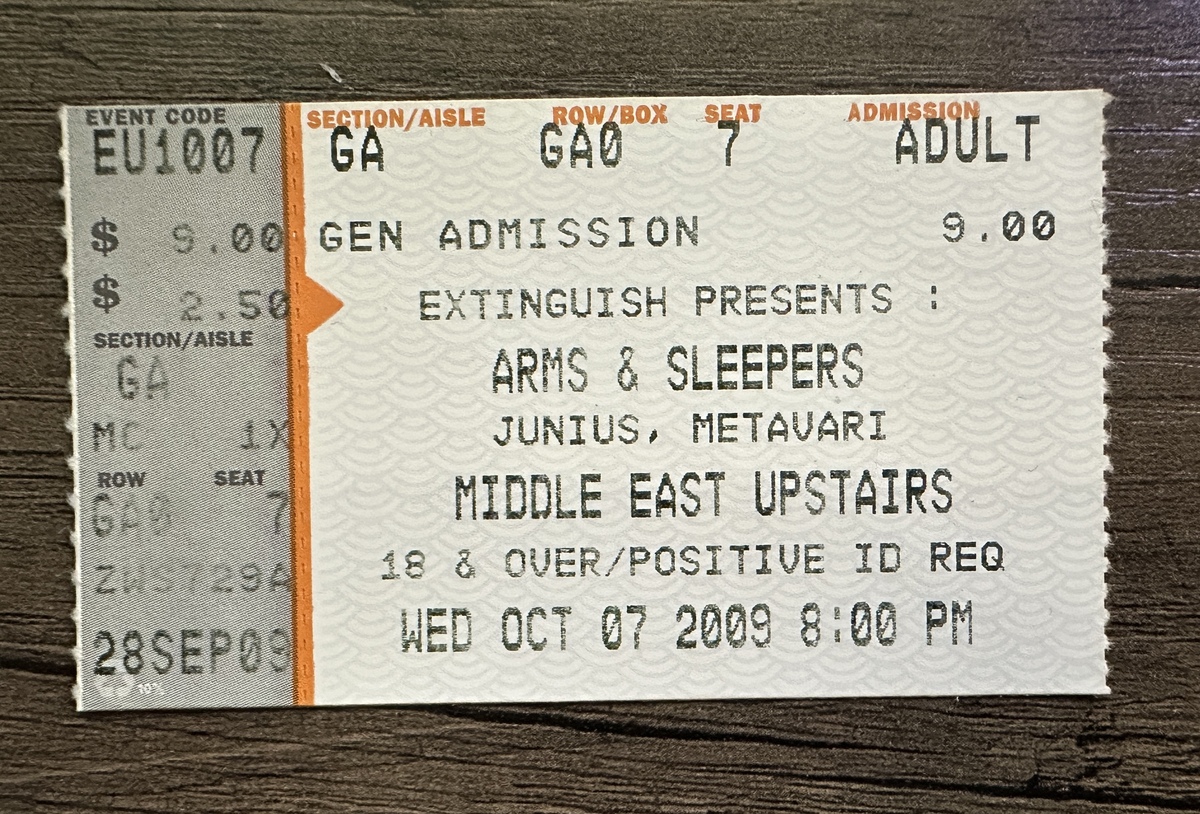 EVENT CODE
EU1007
$ 9.00
$ 2.50
SECTION/AISLE
GA
MC 1X
ROW SEAT
GA0 7
28SEP09
10%
SECTION/AISLE ROW/BOX SEAT ADMISSION
GA GA0 7 ADULT
GEN ADMISSION 9.00
EXTINGUISH PRESENTS :
ARMS & SLEEPERS
JUNIUS, METAVARI
MIDDLE EAST UPSTAIRS
18 & OVER/POSITIVE ID REQ
WED OCT 07 2009 8:00 PM